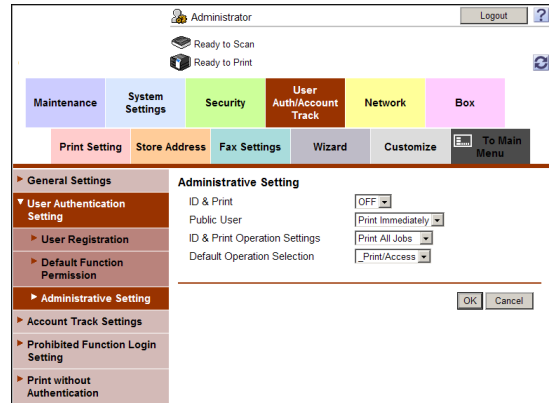 Administrator
Logout
?
Ready to Scan
Ready to Print
Maintenance
System
Settings
Security
User
Auth/Account
Track
Network
Box
Print Setting
Store Address
Fax Settings
Wizard
Customize
To Main
Menu
General Settings
User Authentication
Setting
User Registration
Default Function
Permission
Administrative Setting
Account Track Settings
Prohibited Function Login
Setting
Print without
Authentication
Administrative Setting
ID & Print OFF
Public User Print Immediately
ID & Print Operation Settings Print All Jobs
Default Operation Selection _Print/Access
OK Cancel